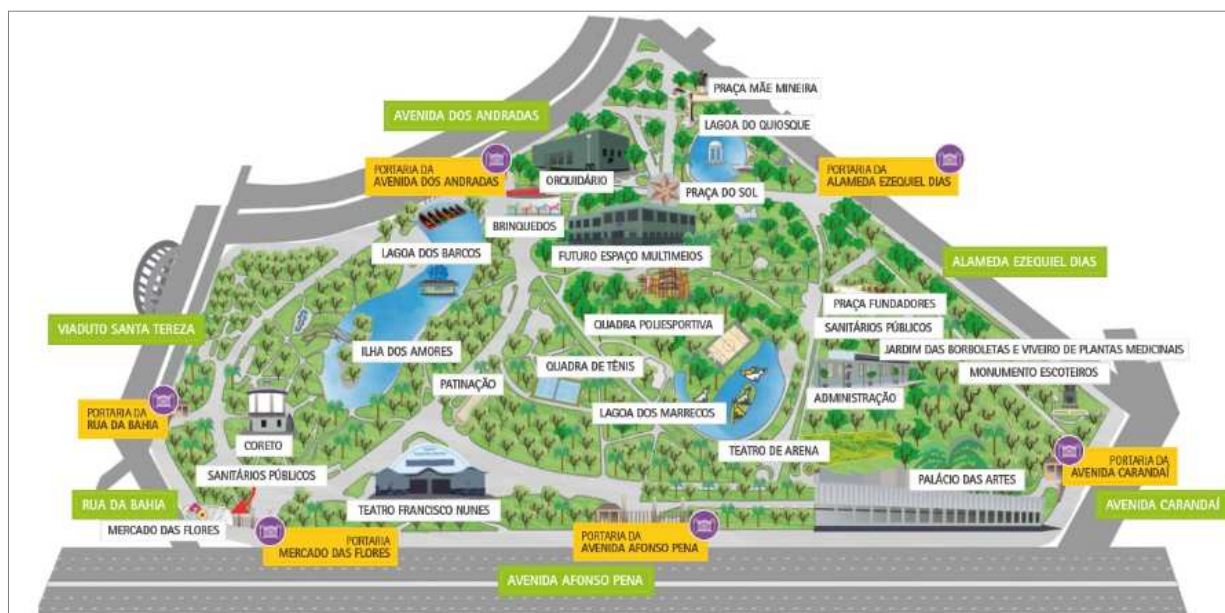 PRAÇA MÃE MINEIRA
AVENIDA DOS ANDRADAS
LAGOA DO QUIOSQUE
PORTARIA DA
AVENIDA DOS ANDRADAS
ORQUIDÁRIO
PRAÇA DO SOL
PORTARIA DA
ALAMEDA EZEQUIEL DIAS
BRINQUEDOS
LAGOA DOS BARCOS
FUTURO ESPAÇO MULTIMEIOS
ALAMEDA EZEQUIEL DIAS
PRAÇA FUNDADORES
VIADUTO SANTA TEREZA
QUADRA POLIESPORTIVA
SANITÁRIOS PÚBLICOS
ILHA DOS AMORES
JARDIM DAS BORBOLETAS E VIVEIRO DE PLANTAS MEDICINAIS
QUADRA DE TÊNIS
MONUMENTO ESCOTEIROS
PATINAÇÃO
ADMINISTRAÇÃO
PORTARIA DA
RUA DA BAHIA
LAGOA DOS MARRECOS
CORETO
TEATRO DE ARENA
SANITÁRIOS PÚBLICOS
PALÁCIO DAS ARTES
PORTARIA DA
AVENIDA CARANDAÍ
RUA DA BAHIA
TEATRO FRANCISCO NUNES
AVENIDA CARANDAÍ
MERCADO DAS FLORES
PORTARIA
MERCADO DAS FLORES
PORTARIA DA
AVENIDA AFONSO PENA
AVENIDA AFONSO PENA